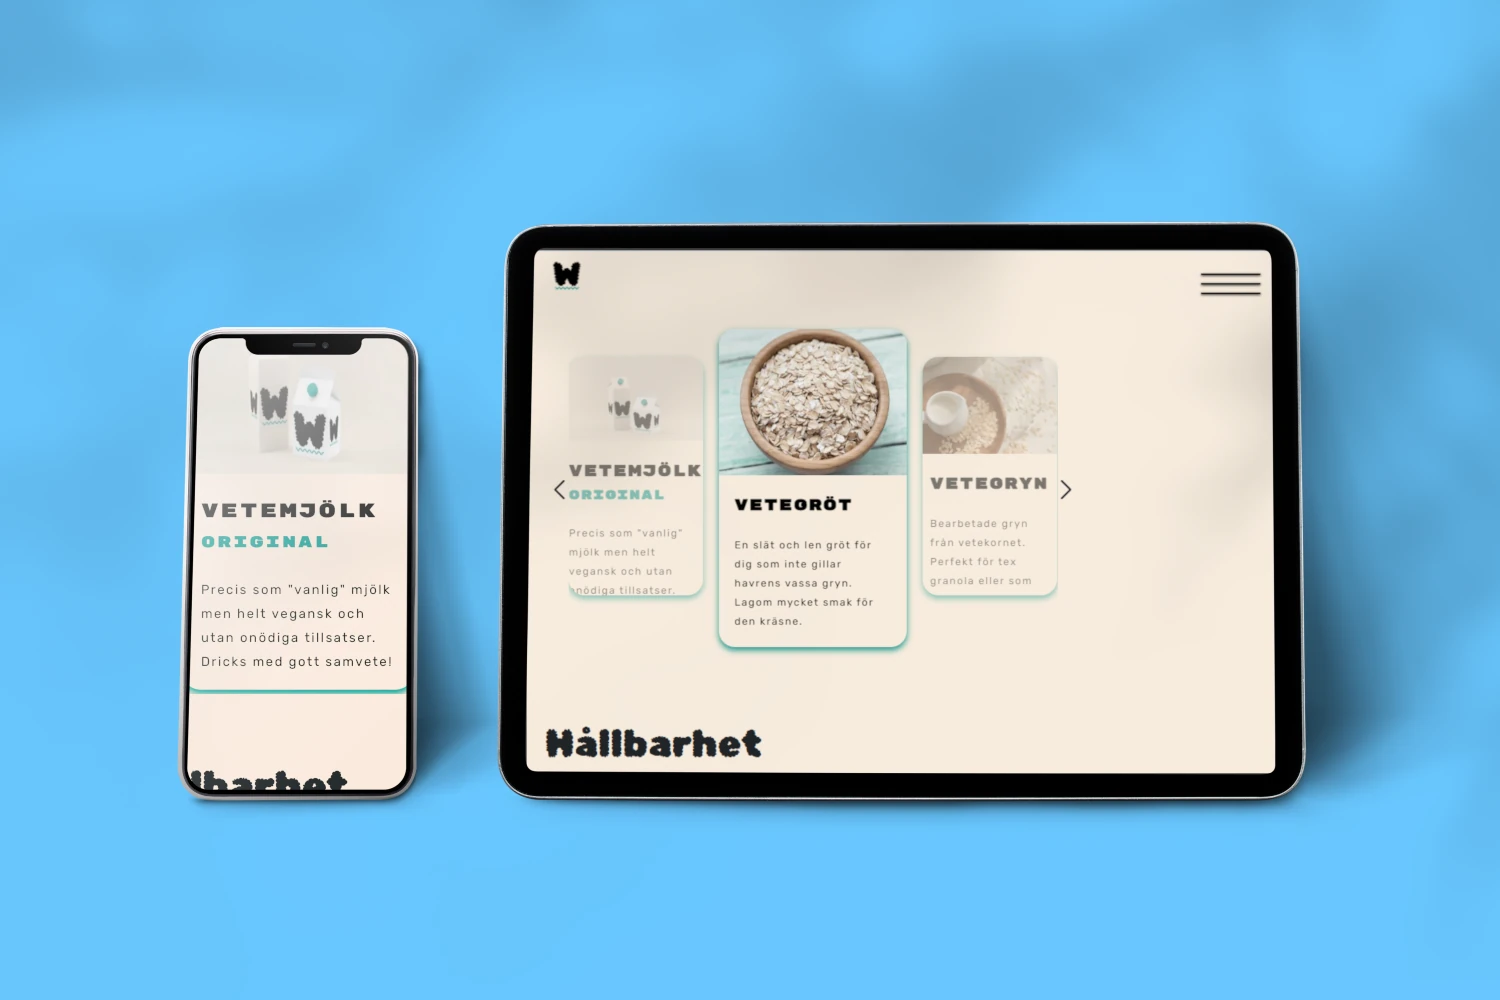 W
W
W
VETEMJÖLK
ORIGINAL
Precis som "vanlig" mjölk
men helt vegansk och
utan onödiga tillsatser.
Dricks med gott samvete!
lbarhet
W
W
W
VETEMJÖLK
ORIGINAL
Precis som "vanlig"
mjölk men helt
vegansk och utan
onödiga tillsatser.
VETEGRÖT
En slät och len gröt för
dig som inte gillar
havrens vassa gryn.
Lagom mycket smak för
den kräsne.
VETEGRYN
Bearbetade gryn
från vetekornet.
Perfekt för tex
granola eller som
Hållbarhet